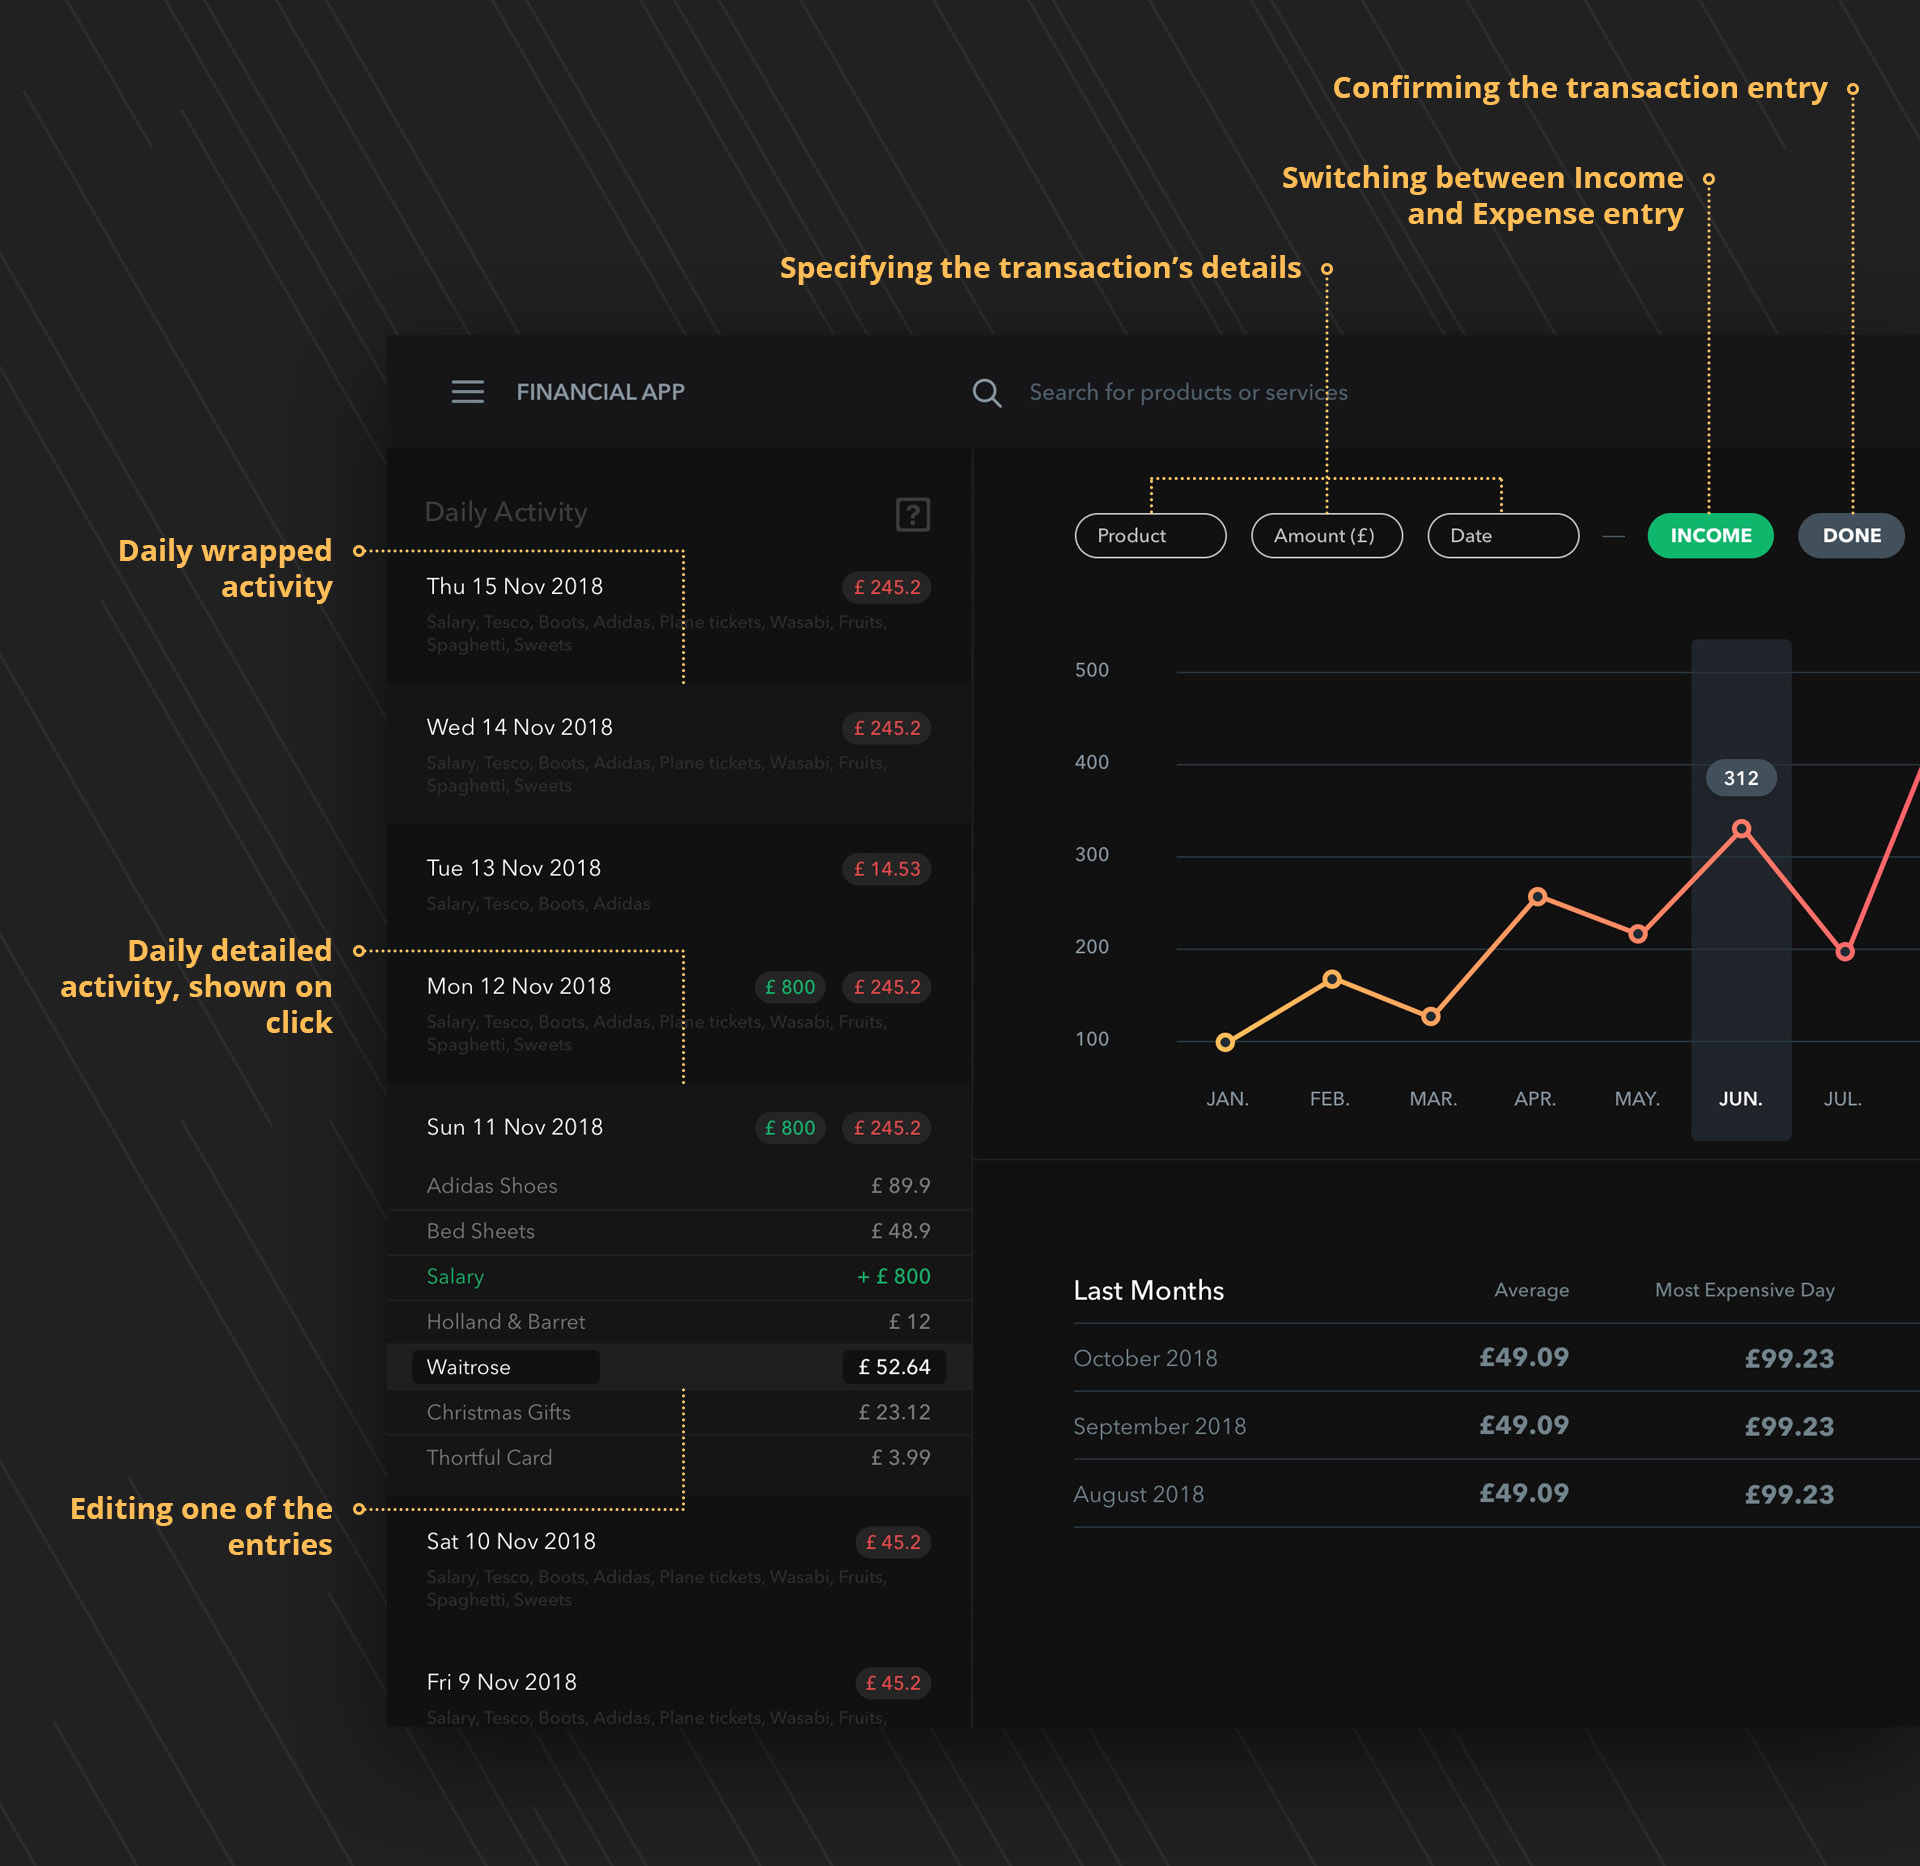 Confirming the transaction entry
Switching between Income
and Expense entry
Specifying the transaction’s details
FINANCIAL APP
Search for products or services
Daily Activity
?
Product
Amount (£)
Date
INCOME
DONE
Daily wrapped
activity
Thu 15 Nov 2018 £ 245.2
Salary, Tesco, Boots, Adidas, Plane tickets, Wasabi, Fruits,
Spaghetti, Sweets
Wed 14 Nov 2018 £ 245.2
Salary, Tesco, Boots, Adidas, Plane tickets, Wasabi, Fruits,
Spaghetti, Sweets
Tue 13 Nov 2018 £ 14.53
Salary, Tesco, Boots, Adidas
Daily detailed
activity, shown on
click
Mon 12 Nov 2018 £ 800 £ 245.2
Salary, Tesco, Boots, Adidas, Plane tickets, Wasabi, Fruits,
Spaghetti, Sweets
Sun 11 Nov 2018 £ 800 £ 245.2
Adidas Shoes £ 89.9
Bed Sheets £ 48.9
Salary + £ 800
Holland & Barret £ 12
Waitrose £ 52.64
Christmas Gifts £ 23.12
Thortful Card £ 3.99
Editing one of the
entries
Sat 10 Nov 2018 £ 45.2
Salary, Tesco, Boots, Adidas, Plane tickets, Wasabi, Fruits,
Spaghetti, Sweets
Fri 9 Nov 2018 £ 45.2
Salary, Tesco, Boots, Adidas, Plane tickets, Wasabi, Fruits,
500
400
312
300
200
100
JAN. FEB. MAR. APR. MAY. JUN. JUL.
Last Months Average Most Expensive Day
October 2018 £49.09 £99.23
September 2018 £49.09 £99.23
August 2018 £49.09 £99.23